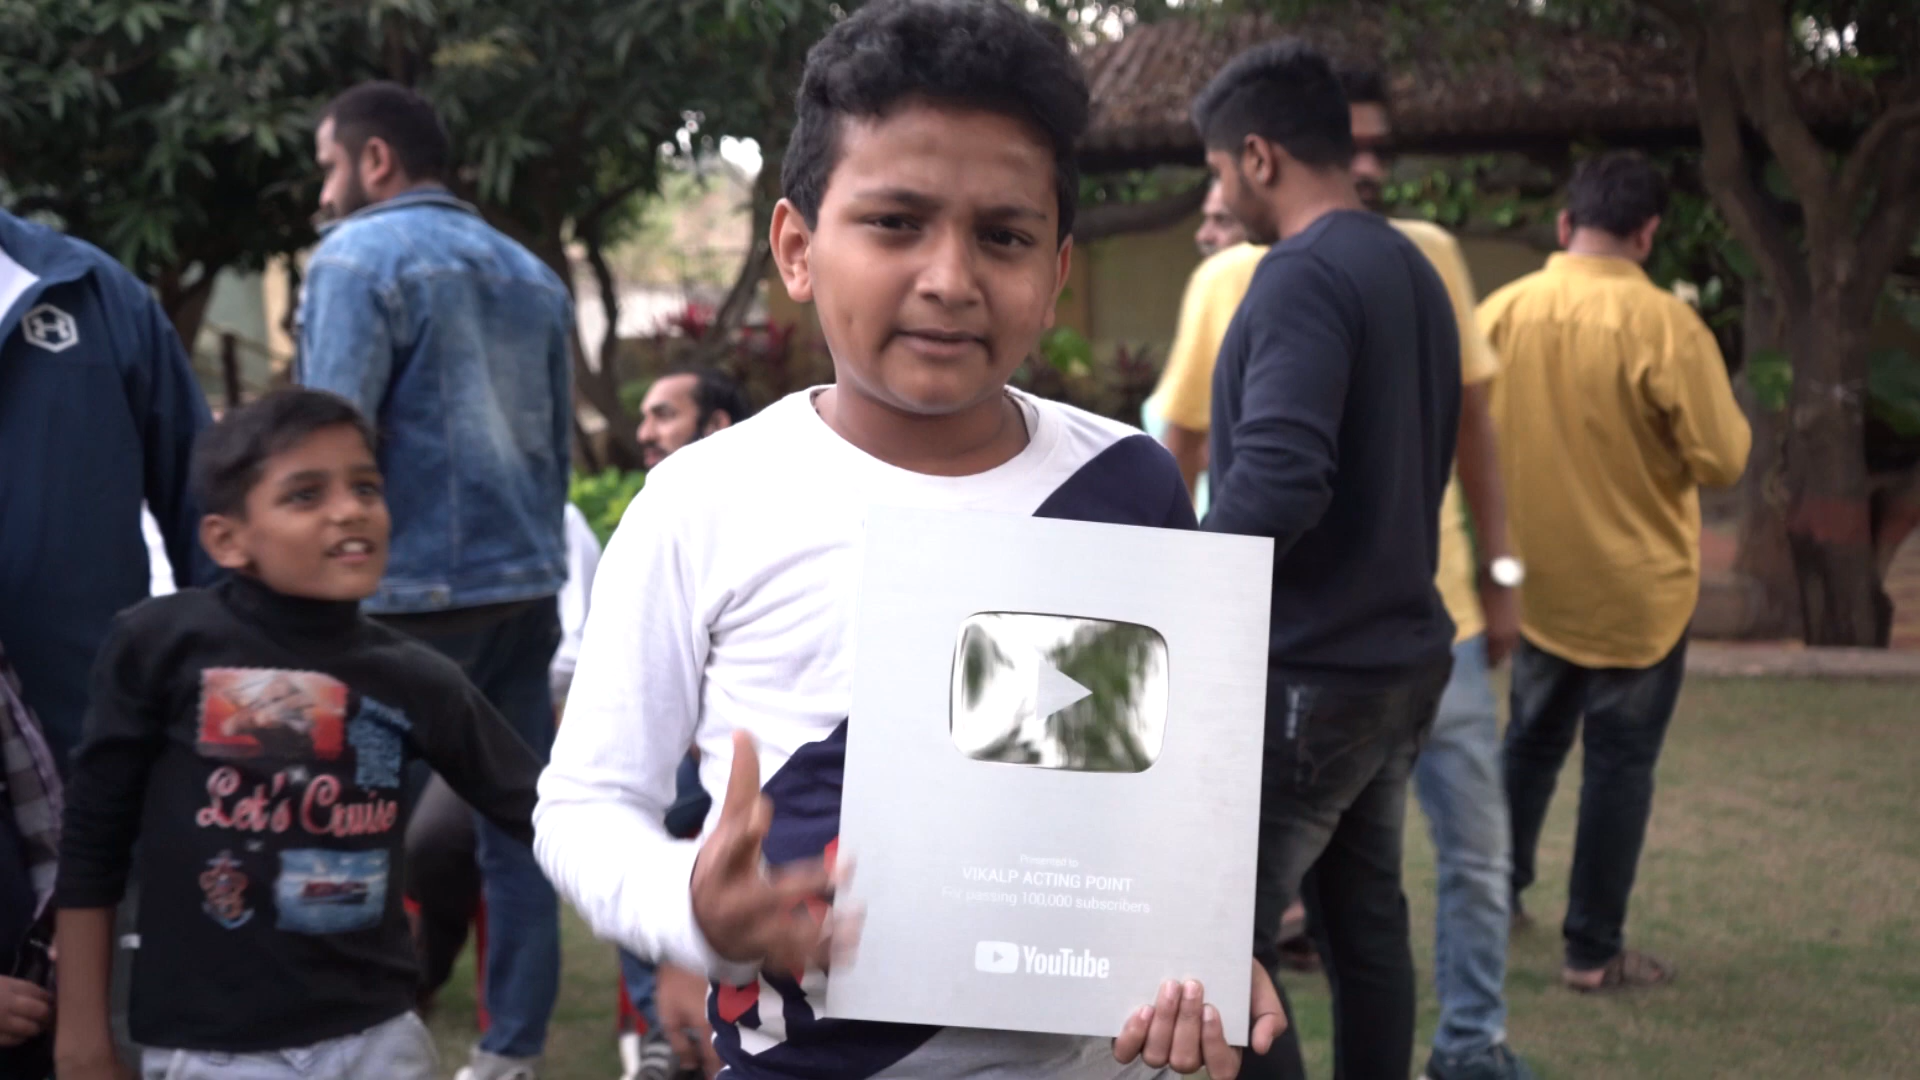 Let's Cruise
Presented to
VIKALP ACTING POINT
For passing 100,000 subscribers
YouTube